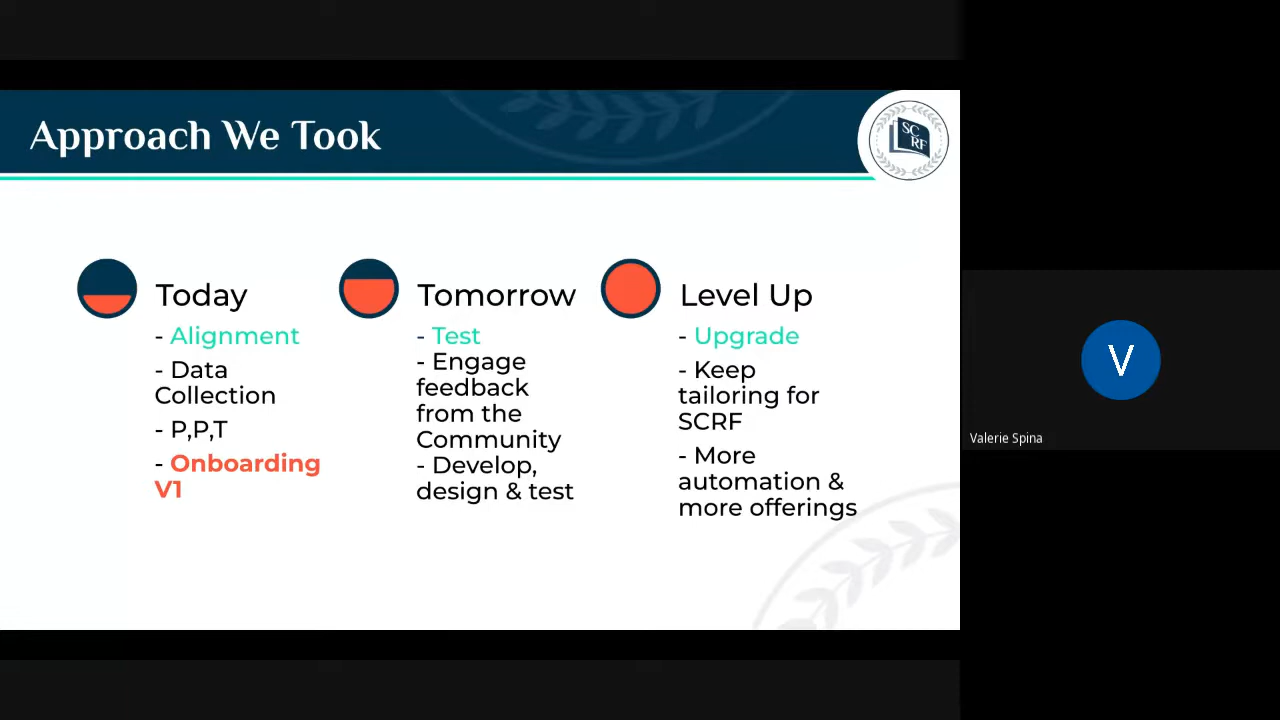 Approach We Took
SC
RF
Today
- Alignment
- Data
Collection
- P,P,T
- Onboarding
V1
Tomorrow
- Test
- Engage
feedback
from the
Community
- Develop,
design & test
Level Up
- Upgrade
- Keep
tailoring for
SCRF
- More
automation &
more offerings
V
Valerie Spina